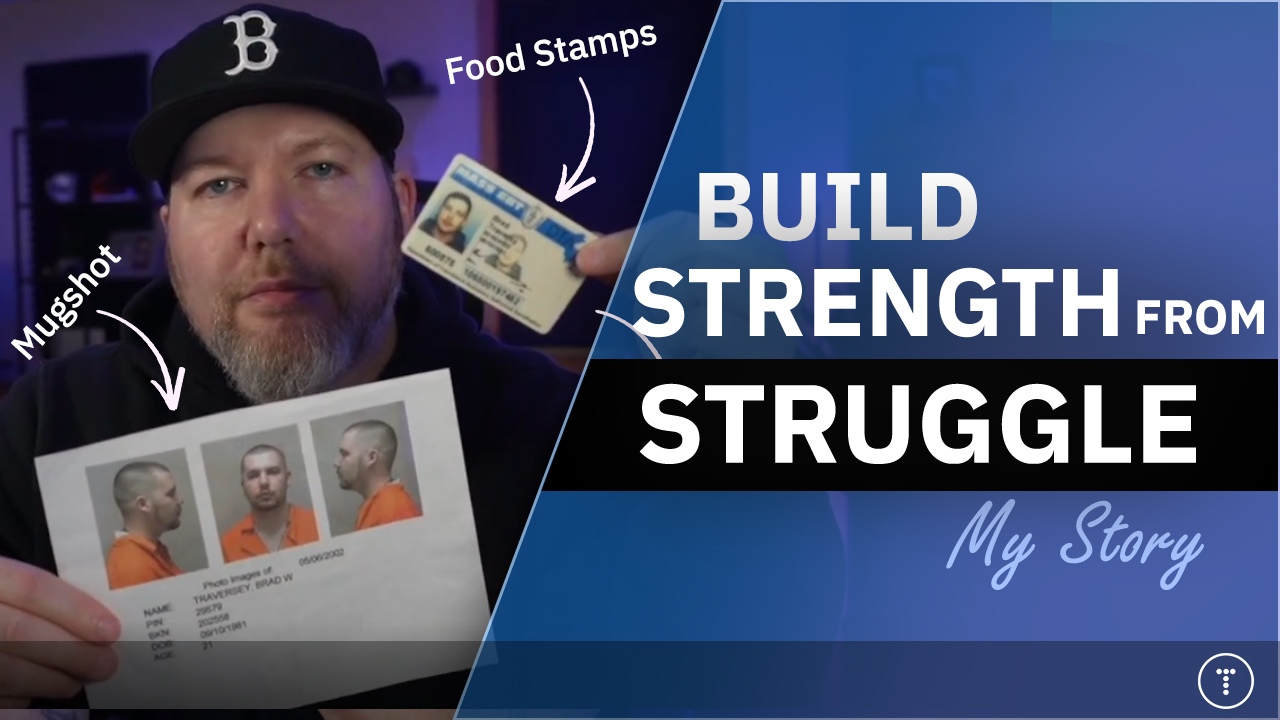 B
Food Stamps
MASS EBT
Mugshot
BUILD
STRENGTH FROM
STRUGGLE
My Story
Photo Images of: 05/06/2002
NAME: TRAVERSEY, BRAD W
PIN: 29579
BKN: 202558
DOB: 09/10/1981
AGE: 21
T